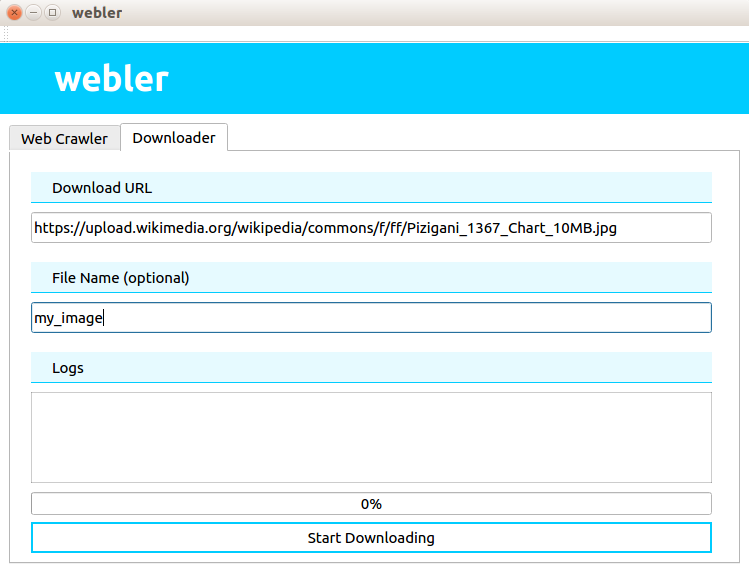 webler
webler
Web Crawler Downloader
Download URL
https://upload.wikimedia.org/wikipedia/commons/f/ff/Pizigani_1367_Chart_10MB.jpg
File Name (optional)
my_image
Logs
0%
Start Downloading